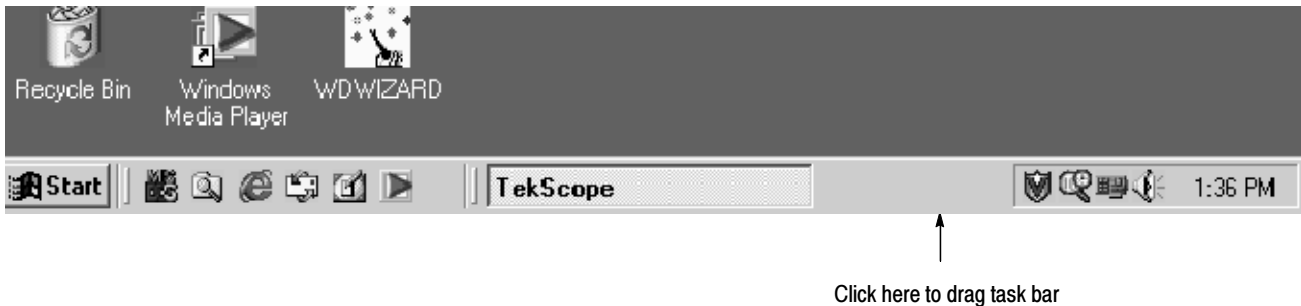 Recycle Bin
Windows
Media Player
WDWIZARD
Start
TekScope
1:36 PM
Click here to drag task bar